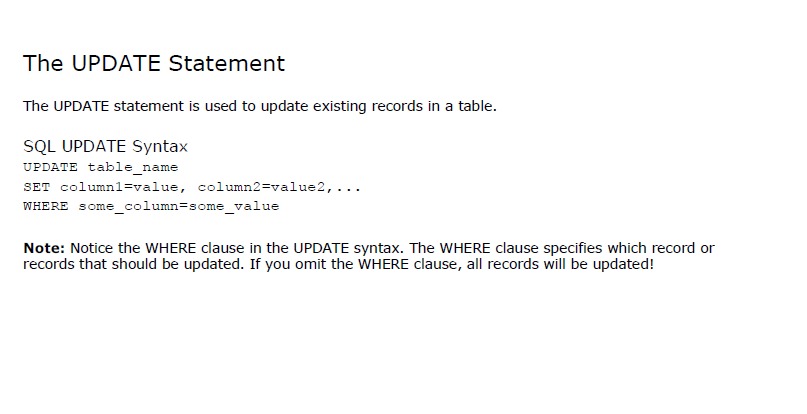 The UPDATE Statement
The UPDATE statement is used to update existing records in a table.
SQL UPDATE Syntax
UPDATE table_name
SET column1=value, column2=value2,...
WHERE some_column=some_value
Note: Notice the WHERE clause in the UPDATE syntax. The WHERE clause specifies which record or
records that should be updated. If you omit the WHERE clause, all records will be updated!